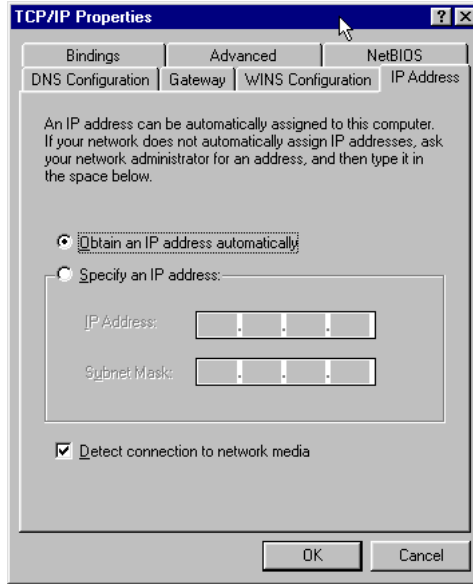 TCP/IP Properties
Bindings Advanced NetBIOS
DNS Configuration Gateway WINS Configuration IP Address
An IP address can be automatically assigned to this computer.
If your network does not automatically assign IP addresses, ask
your network administrator for an address, and then type it in
the space below.
Obtain an IP address automatically
Specify an IP address:
IP Address:
Subnet Mask:
Detect connection to network media
OK Cancel